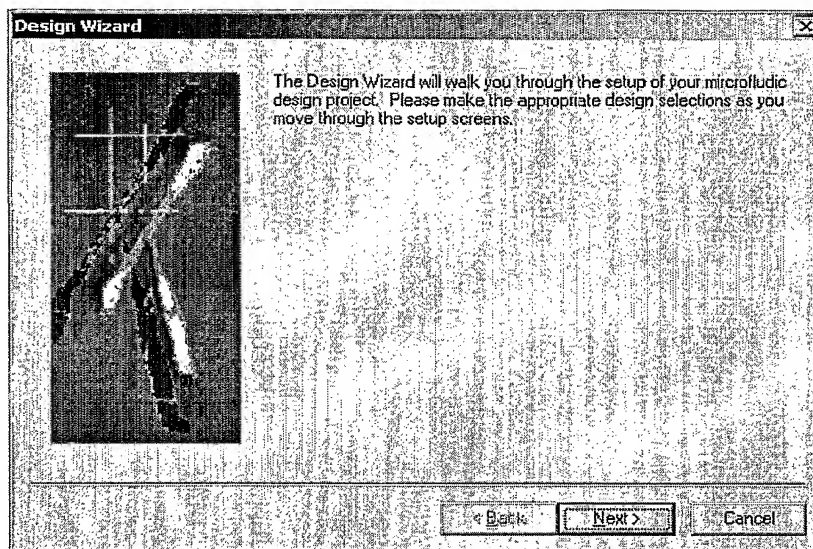 Design Wizard
The Design Wizard will walk you through the setup of your mircrofludic
design project. Please make the appropriate design selections as you
move through the setup screens.
< Back
Next >
Cancel